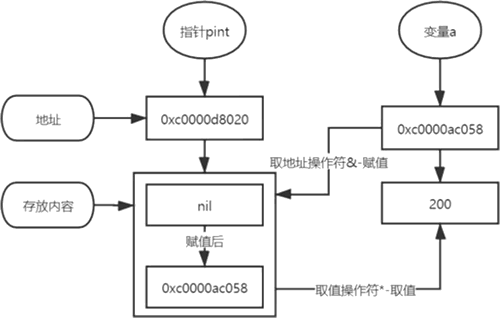 指针pint
变量a
地址
0xc0000d8020
0xc0000ac058
取地址操作符&-赋值
存放内容
nil
200
赋值后
0xc0000ac058
取值操作符*-取值